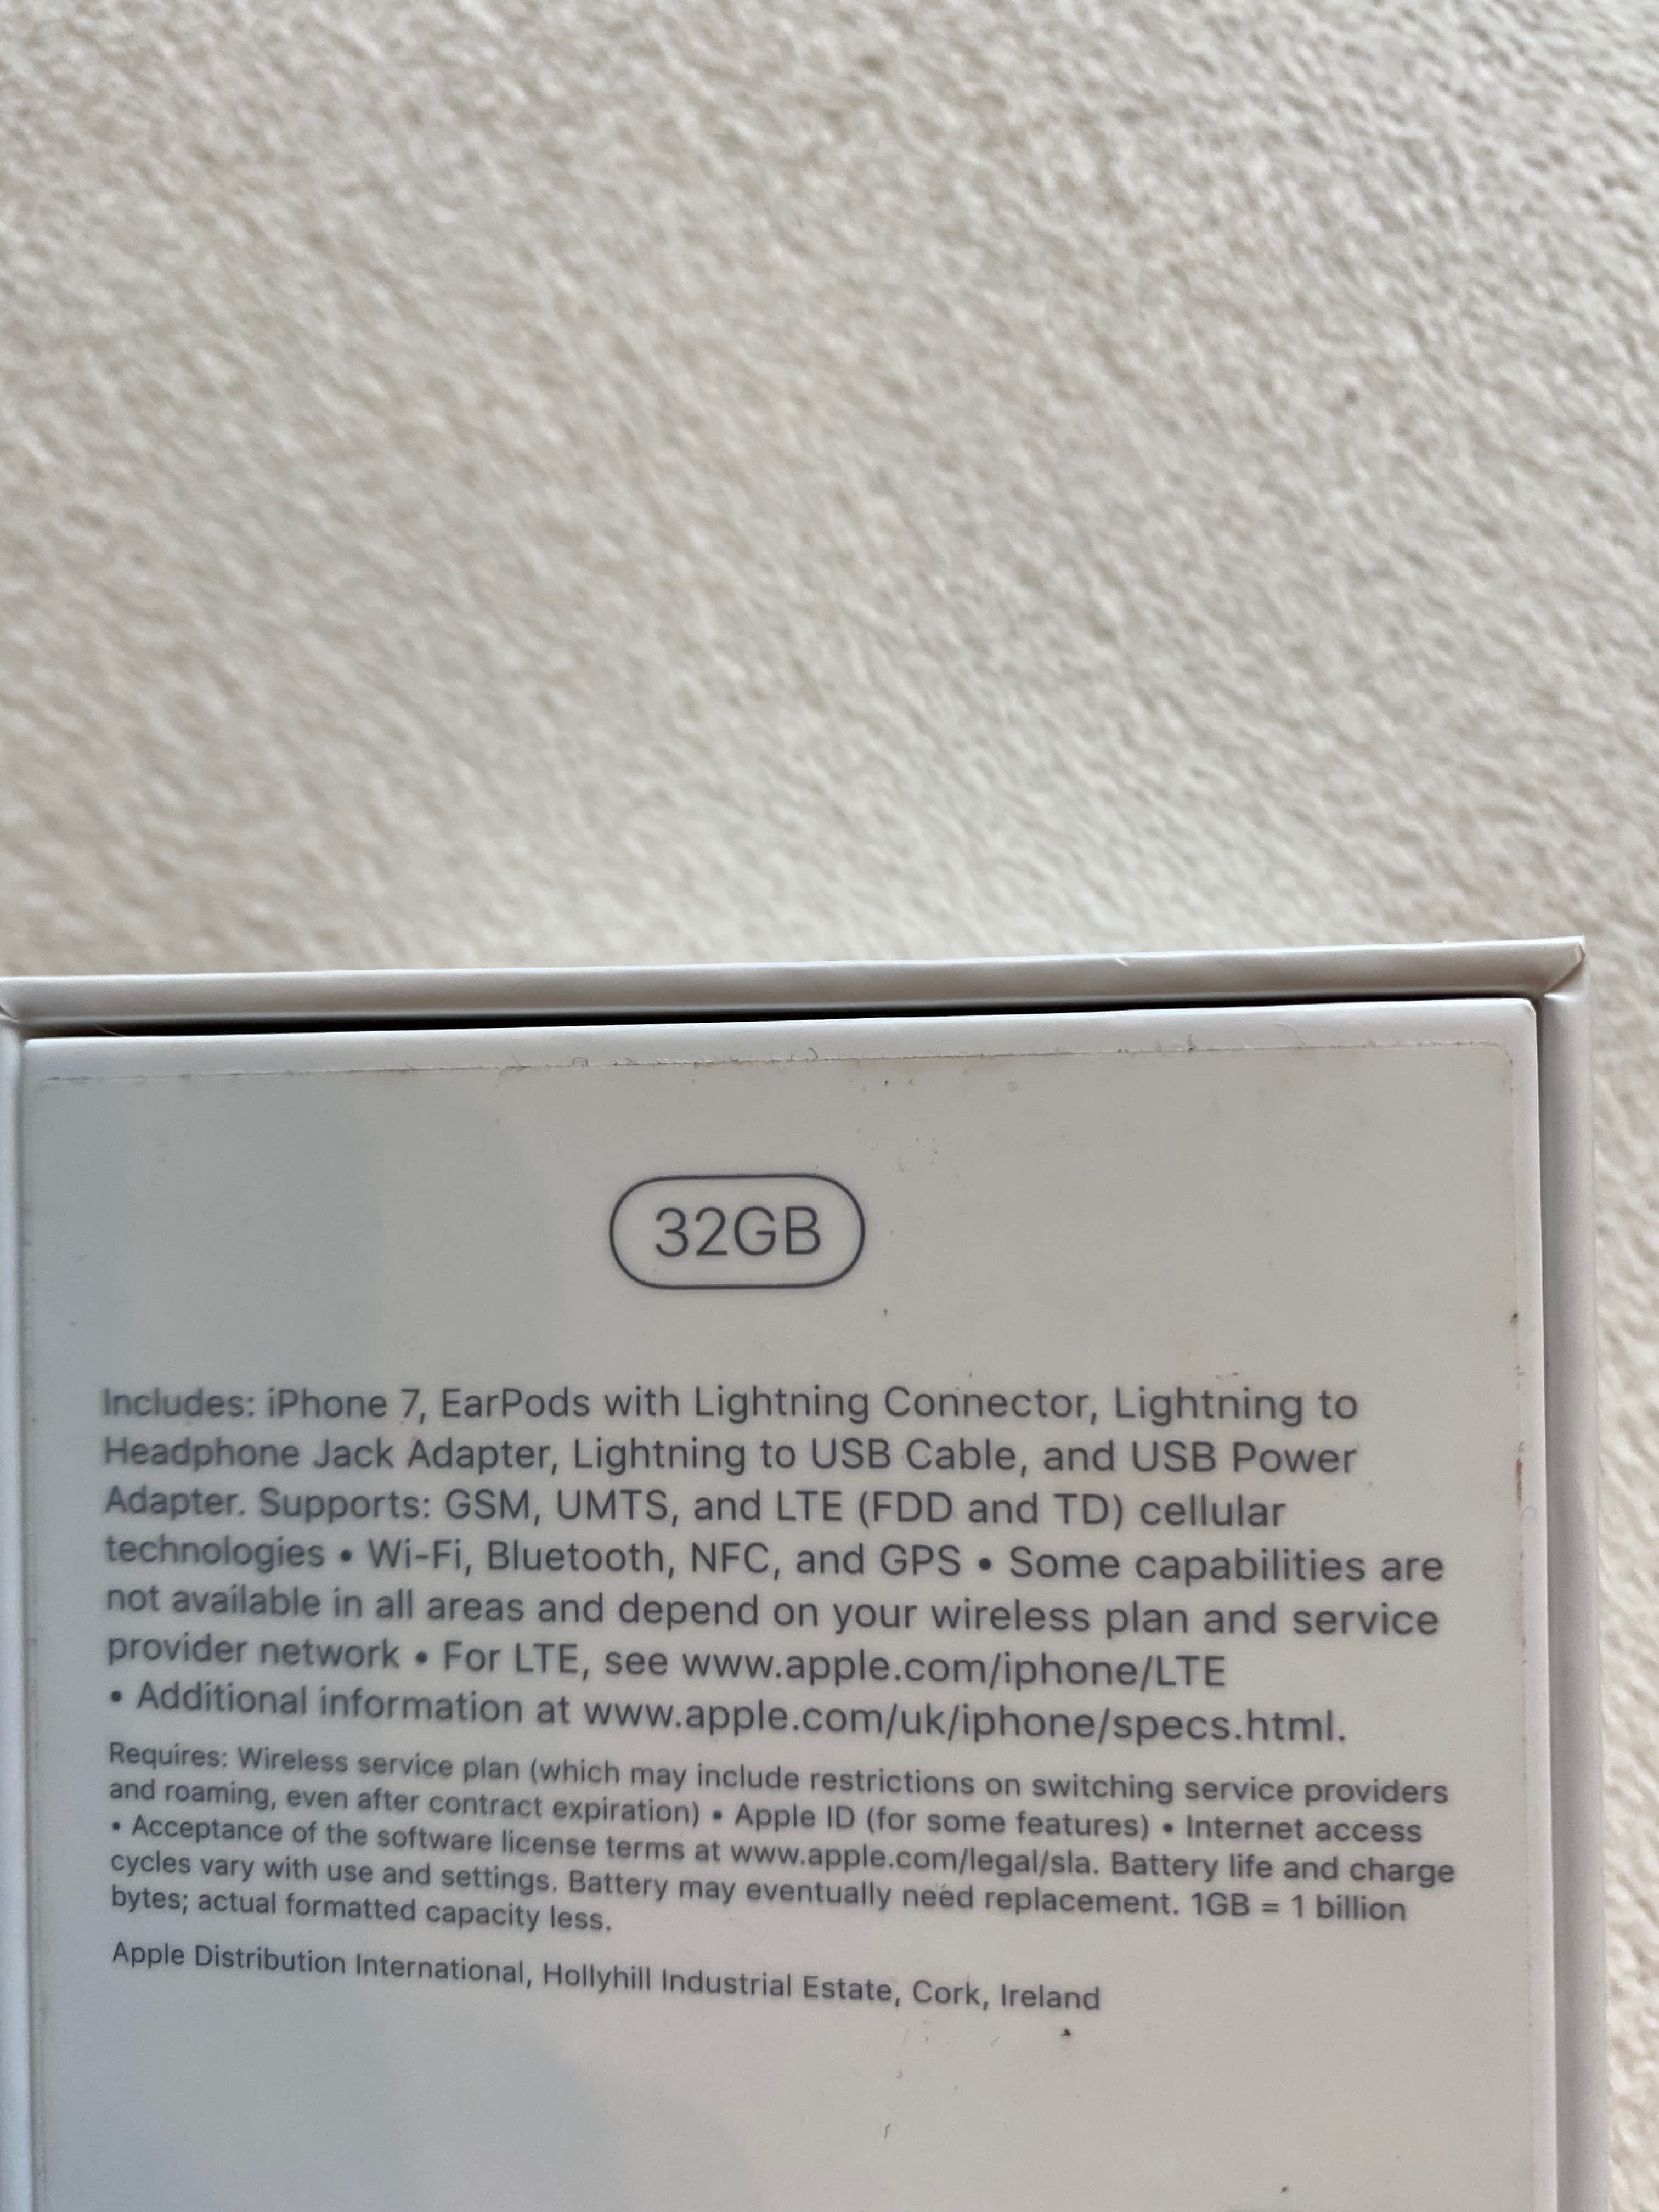 32GB
Includes: iPhone 7, EarPods with Lightning Connector, Lightning to
Headphone Jack Adapter, Lightning to USB Cable, and USB Power
Adapter. Supports: GSM, UMTS, and LTE (FDD and TD) cellular
technologies • Wi-Fi, Bluetooth, NFC, and GPS • Some capabilities are
not available in all areas and depend on your wireless plan and service
provider network • For LTE, see www.apple.com/iphone/LTE
• Additional information at www.apple.com/uk/iphone/specs.html.
Requires: Wireless service plan (which may include restrictions on switching service providers
and roaming, even after contract expiration) • Apple ID (for some features) • Internet access
• Acceptance of the software license terms at www.apple.com/legal/sla. Battery life and charge
cycles vary with use and settings. Battery may eventually need replacement. 1GB = 1 billion
bytes; actual formatted capacity less.
Apple Distribution International, Hollyhill Industrial Estate, Cork, Ireland